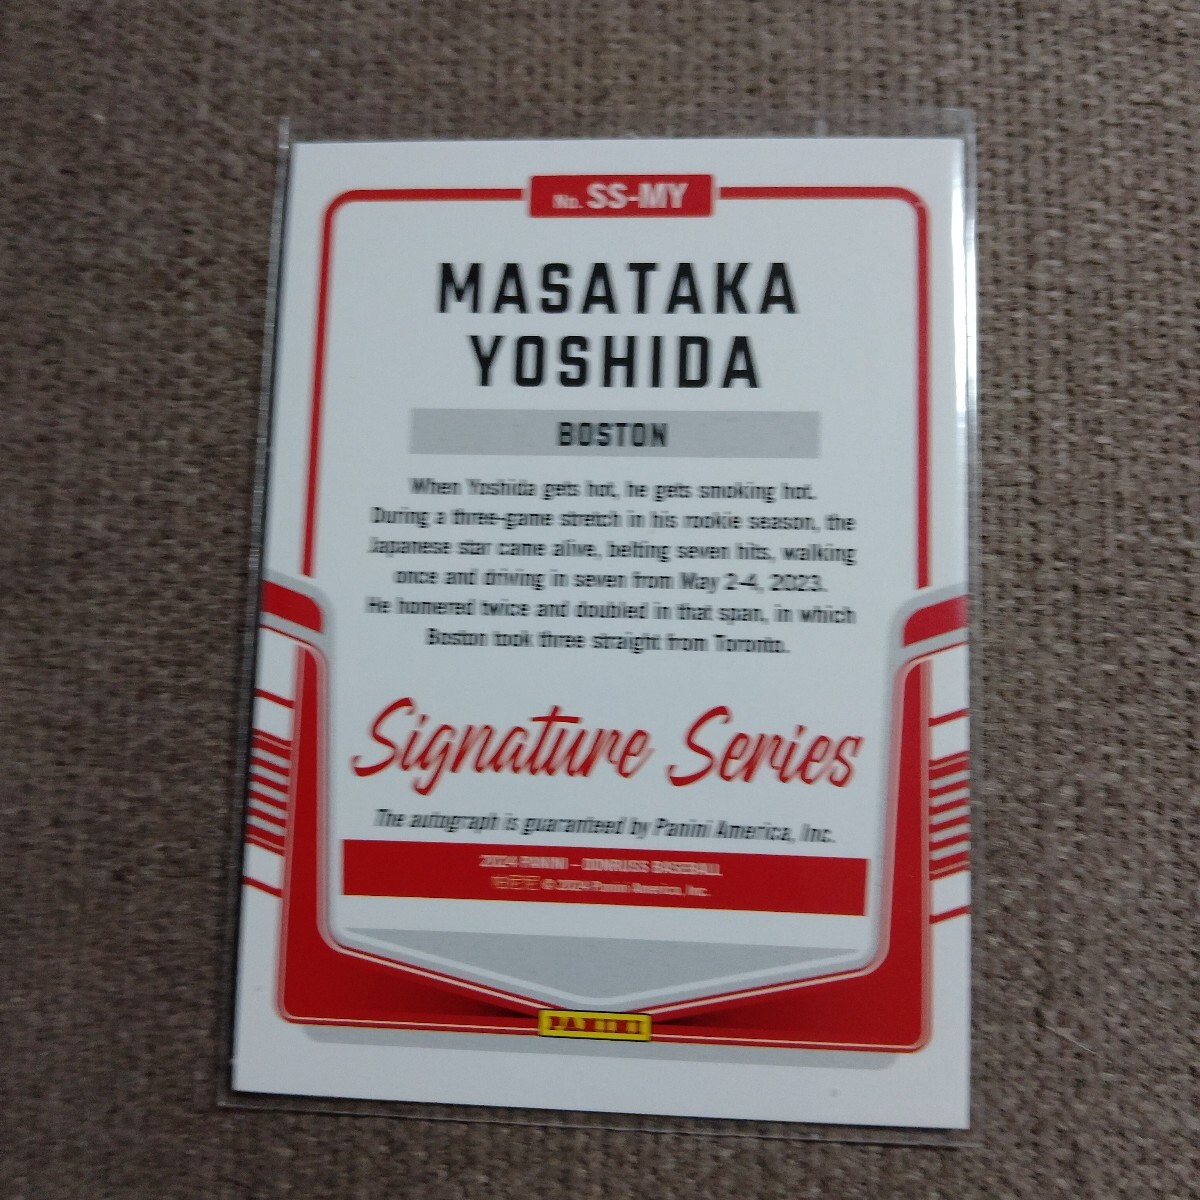 No. SS-MY
MASATAKA
YOSHIDA
BOSTON
When Yoshida gets hot, he gets smoking hot.
During a three-game stretch in his rookie season, the
Japanese star came alive, belting seven hits, walking
once and driving in seven from May 2-4, 2023.
He homered twice and doubled in that span, in which
Boston took three straight from Toronto.
Signature Series
The autograph is guaranteed by Panini America, Inc.
2024 PANINI - DONRUSS BASEBALL
© 2024 Panini America, Inc.
PANINI